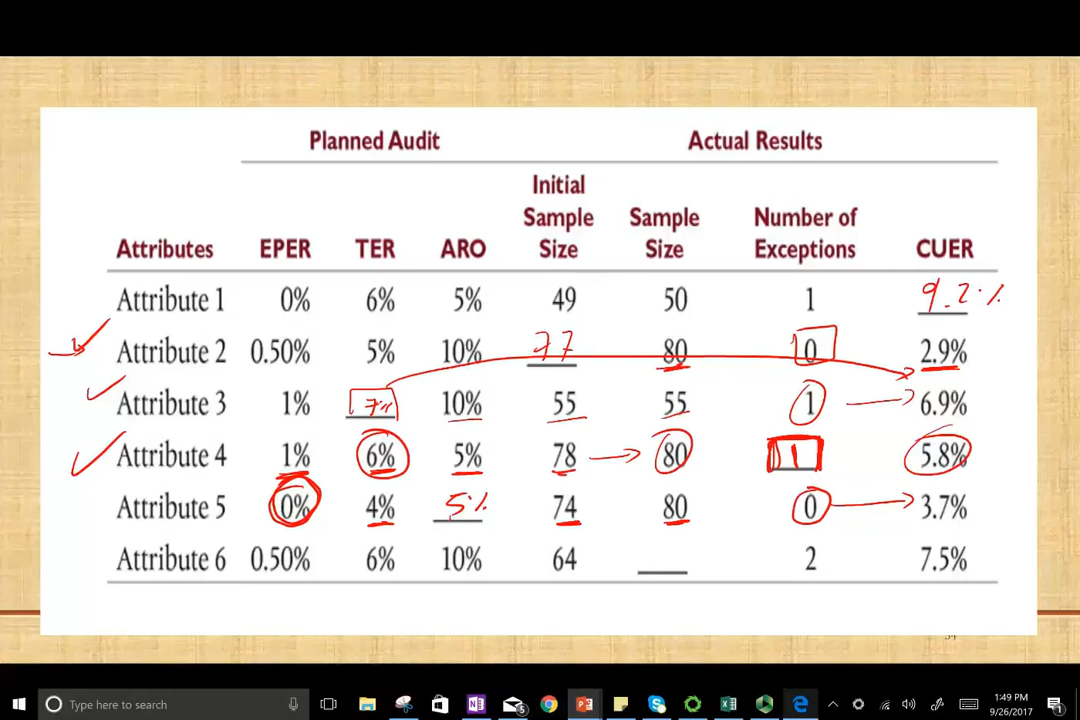 Planned Audit Actual Results
Attributes EPER TER ARO Initial Sample Size Sample Size Number of Exceptions CUER
Attribute 1 0% 6% 5% 49 50 1 9.2%
Attribute 2 0.50% 5% 10% 77 80 0 2.9%
Attribute 3 1% 7% 10% 55 55 1 6.9%
Attribute 4 1% 6% 5% 78 80 1 5.8%
Attribute 5 0% 4% 5% 74 80 0 3.7%
Attribute 6 0.50% 6% 10% 64 2 7.5%
Type here to search
1:49 PM
9/26/2017